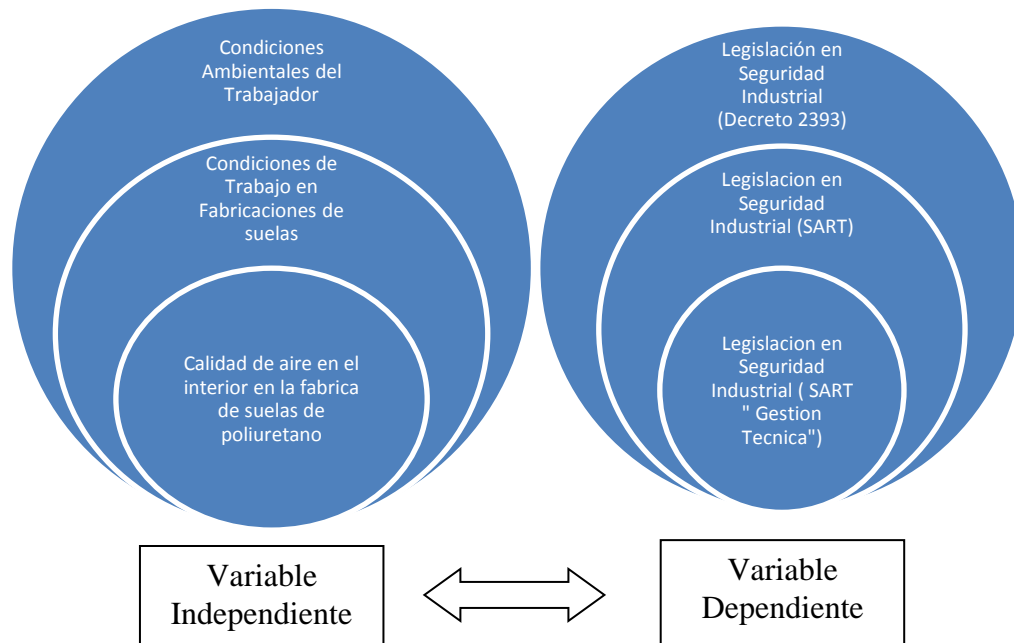 Condiciones
Ambientales del
Trabajador
Condiciones de
Trabajo en
Fabricaciones de
suelas
Calidad de aire en el
interior en la fabrica
de suelas de
poliuretano
Legislación en
Seguridad
Industrial
(Decreto 2393)
Legislacion en
Seguridad
Industrial (SART)
Legislacion en
Seguridad
Industrial ( SART
" Gestion
Tecnica")
Variable
Independiente
Variable
Dependiente